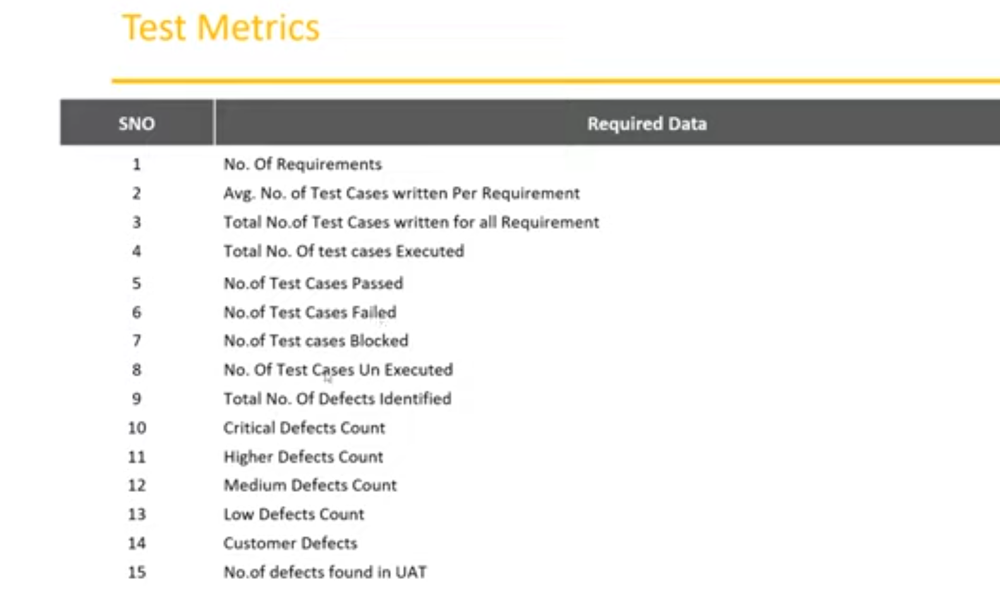 Test Metrics
SNO Required Data
1 No. Of Requirements
2 Avg. No. of Test Cases written Per Requirement
3 Total No.of Test Cases written for all Requirement
4 Total No. Of test cases Executed
5 No.of Test Cases Passed
6 No.of Test Cases Failed
7 No.of Test cases Blocked
8 No. Of Test Cases Un Executed
9 Total No. Of Defects Identified
10 Critical Defects Count
11 Higher Defects Count
12 Medium Defects Count
13 Low Defects Count
14 Customer Defects
15 No.of defects found in UAT